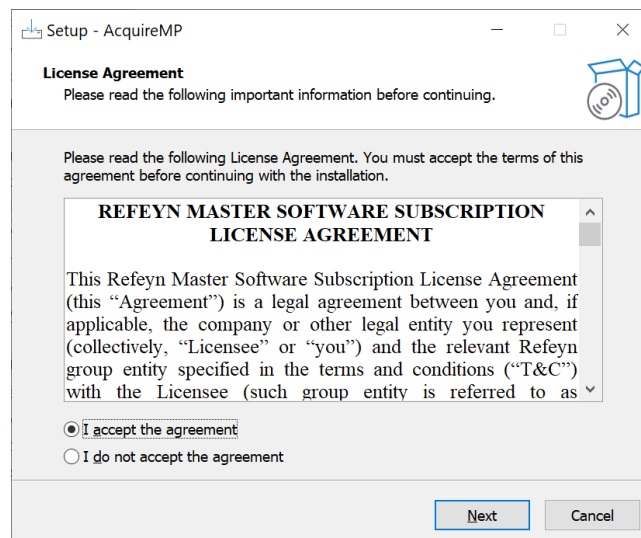 Setup - AcquireMP
License Agreement
Please read the following important information before continuing.
Please read the following License Agreement. You must accept the terms of this
agreement before continuing with the installation.
REFEYN MASTER SOFTWARE SUBSCRIPTION
LICENSE AGREEMENT
This Refeyn Master Software Subscription License Agreement
(this “Agreement”) is a legal agreement between you and, if
applicable, the company or other legal entity you represent
(collectively, “Licensee” or “you”) and the relevant Refeyn
group entity specified in the terms and conditions (“T&C”)
with the Licensee (such group entity is referred to as
I accept the agreement
I do not accept the agreement
Next
Cancel